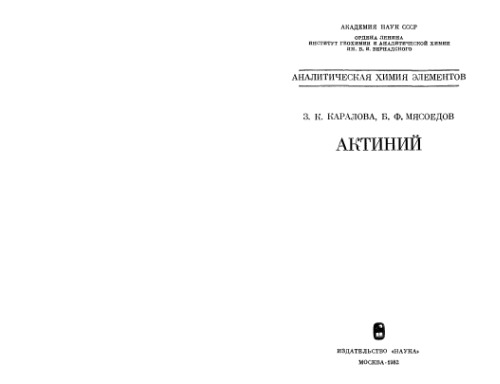 АКАДЕМИЯ НАУК СССР
ОРДЕНА ЛЕНИНА
ИНСТИТУТ ГЕОХИМИИ И АНАЛИТИЧЕСКОЙ ХИМИИ
ИМ. В. И. ВЕРНАДСКОГО
АНАЛИТИЧЕСКАЯ ХИМИЯ ЭЛЕМЕНТОВ
З. К. КАРАЛОВА, Б. Ф. МЯСОЕДОВ
АКТИНИЙ
ИЗДАТЕЛЬСТВО «НАУКА»
МОСКВА-1982